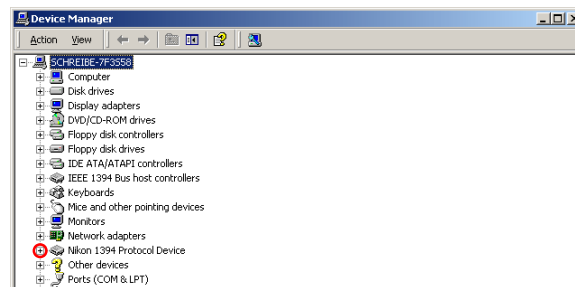 Device Manager
Action View
SCHREIBE-7F3S58
Computer
Disk drives
Display adapters
DVD/CD-ROM drives
Floppy disk controllers
Floppy disk drives
IDE ATA/ATAPI controllers
IEEE 1394 Bus host controllers
Keyboards
Mice and other pointing devices
Monitors
Network adapters
Nikon 1394 Protocol Device
Other devices
Ports (COM & LPT)